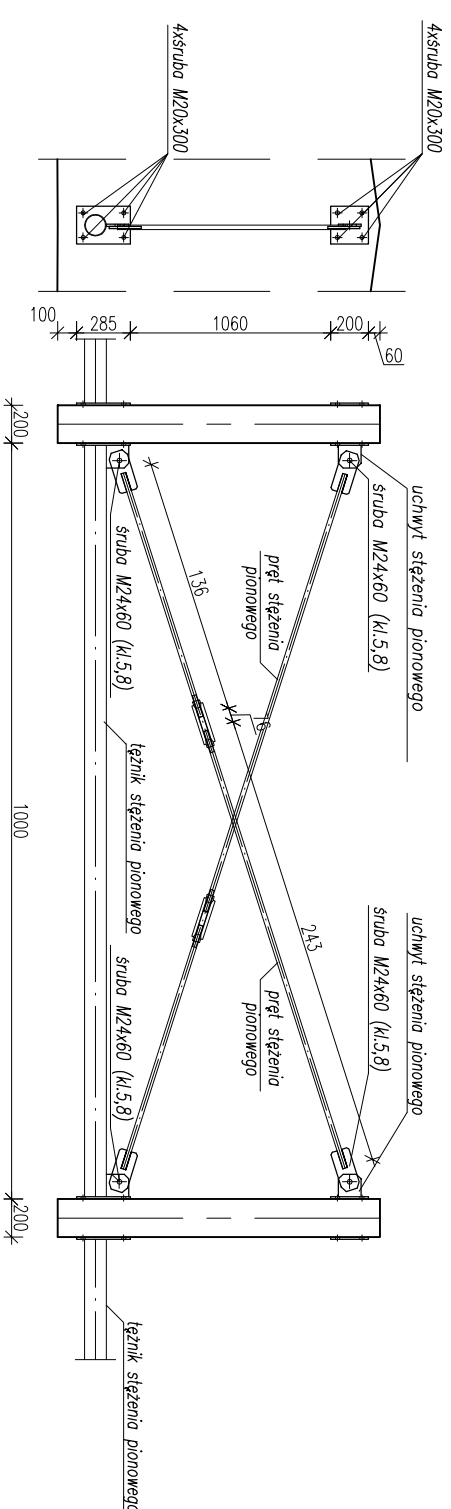 4xśruba M20x300
uchwyt stężenia pionowego
śruba M24x60 (kl.5,8)
uchwyt stężenia pionowego
śruba M24x60 (kl.5,8)
60
200
1060
285
100
pręt stężenia
pionowego
136
16
243
pręt stężenia
pionowego
4xśruba M20x300
śruba M24x60 (kl.5,8)
tężnik stężenia pionowego
śruba M24x60 (kl.5,8)
tężnik stężenia pionowego
200
1000
200